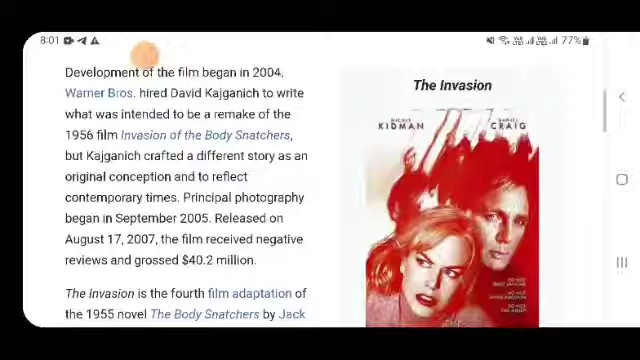 8:01
77%
Development of the film began in 2004.
Warner Bros. hired David Kajganich to write
what was intended to be a remake of the
1956 film Invasion of the Body Snatchers,
but Kajganich crafted a different story as an
original conception and to reflect
contemporary times. Principal photography
began in September 2005. Released on
August 17, 2007, the film received negative
reviews and grossed $40.2 million.
The Invasion is the fourth film adaptation of
the 1955 novel The Body Snatchers by Jack
The Invasion
NICOLE KIDMAN
DANIEL CRAIG